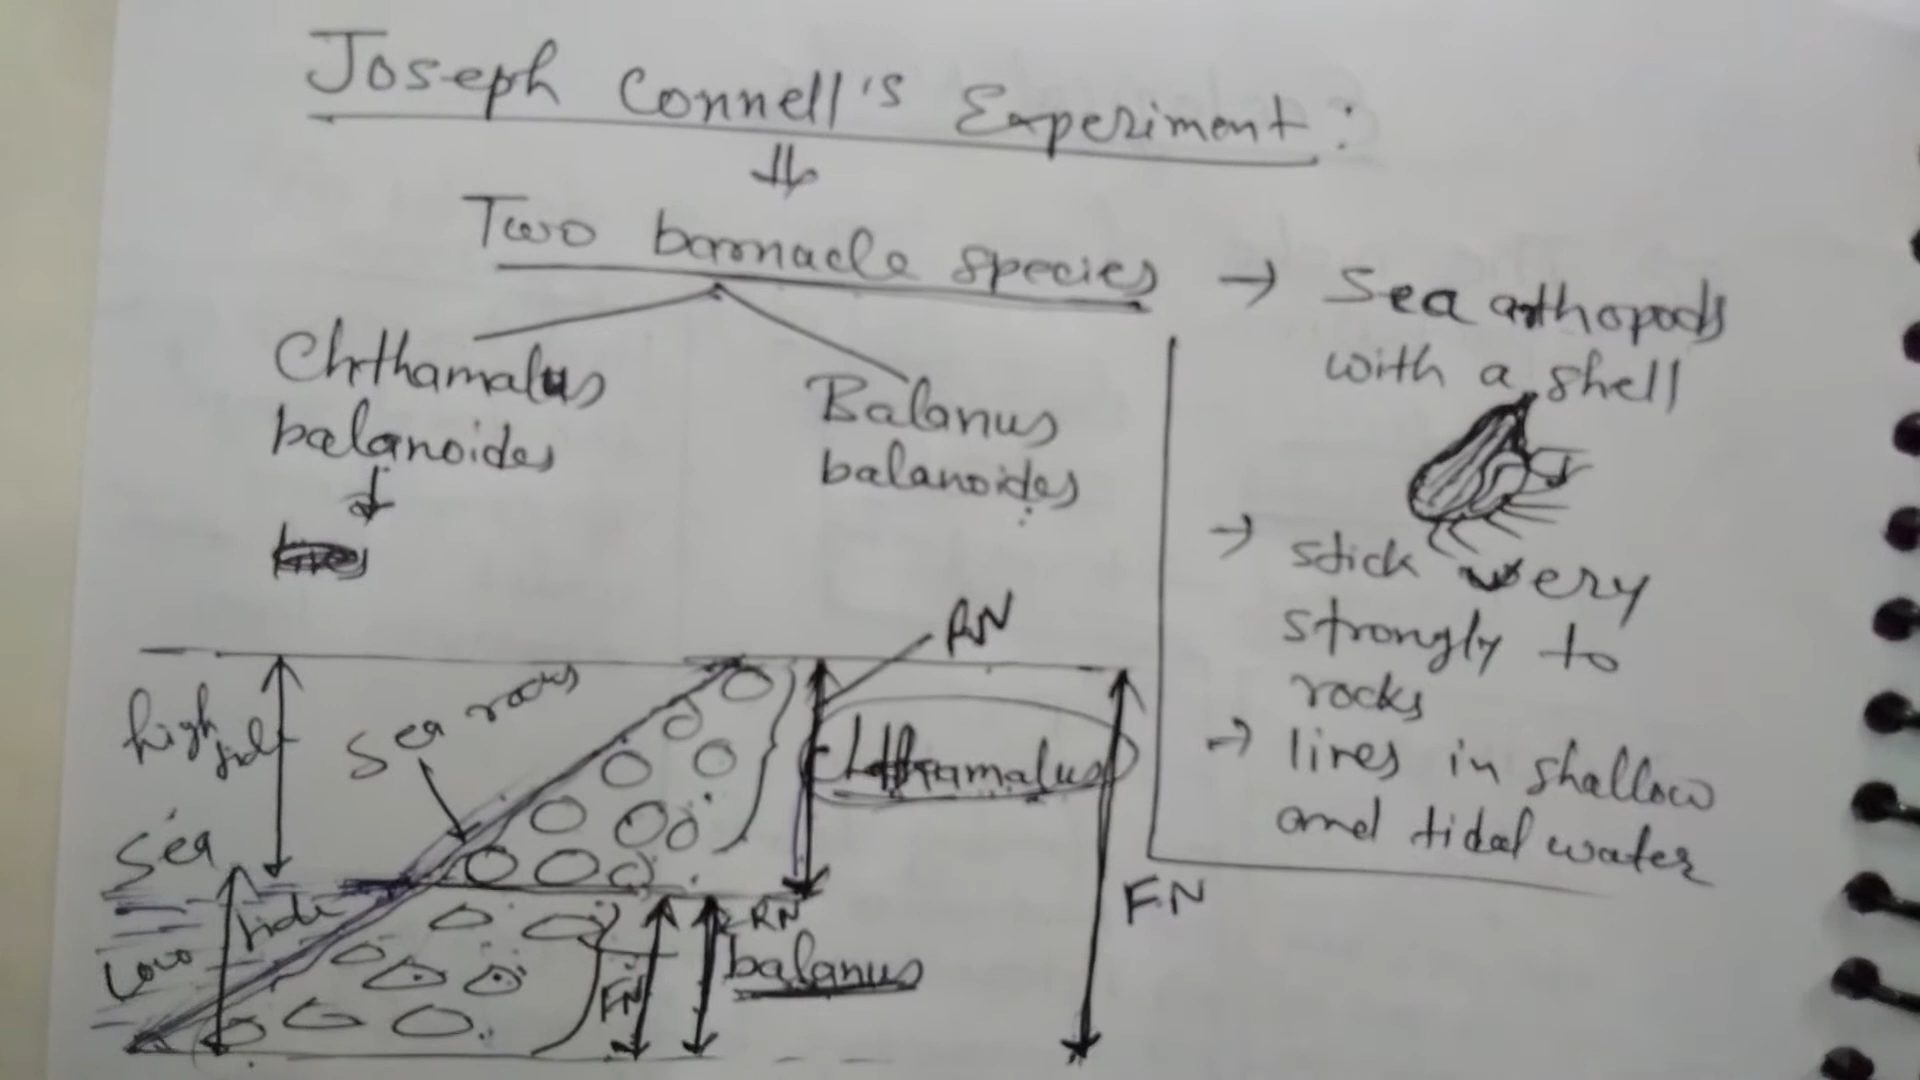 Joseph Connell's Experiment:
Two barnacle species → Sea arthopods
with a shell
Chthamalus
balanoides
Balanus
balanoides
→ stick very
strongly to
rocks
→ lives in shallow
and tidal water
RN
high
tide
Sea rocks
Chthamalus
Sea
FN
low tide
RN
balanus
FN